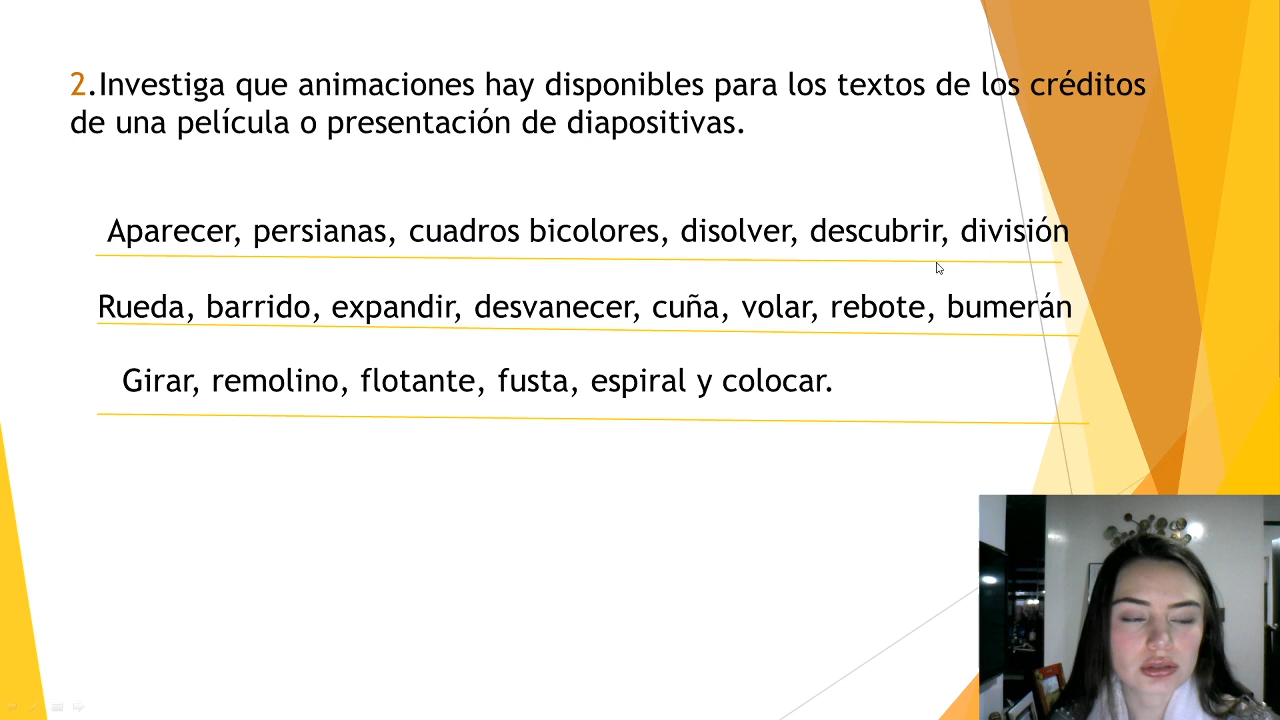 2.Investiga que animaciones hay disponibles para los textos de los créditos
de una película o presentación de diapositivas.
Aparecer, persianas, cuadros bicolores, disolver, descubrir, división
Rueda, barrido, expandir, desvanecer, cuña, volar, rebote, bumerán
Girar, remolino, flotante, fusta, espiral y colocar.